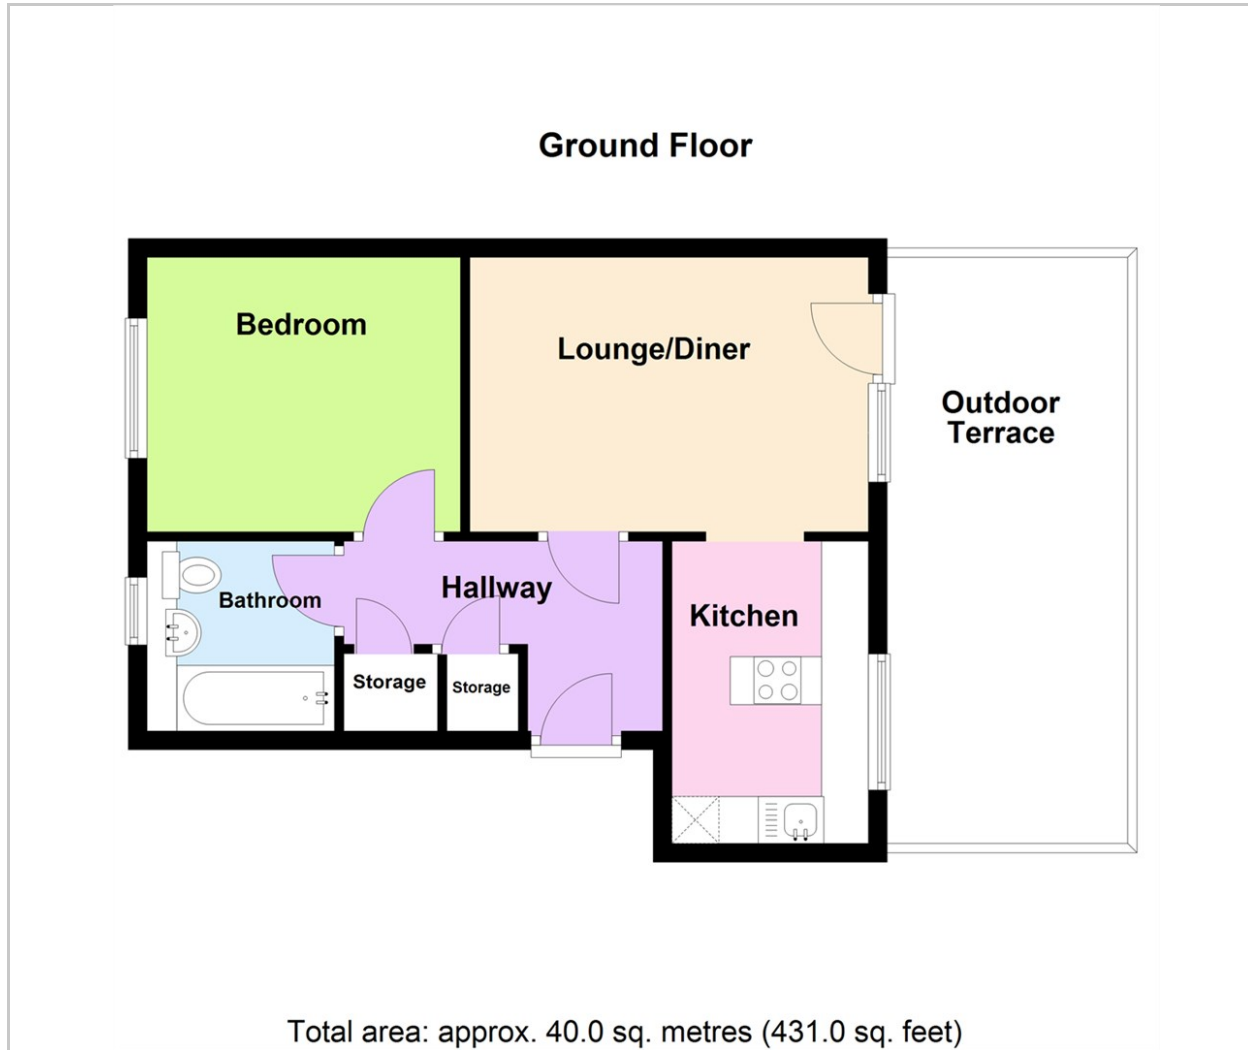 Ground Floor
Bedroom
Lounge/Diner
Outdoor
Terrace
Hallway
Bathroom
Kitchen
Storage
Storage
Total area: approx. 40.0 sq. metres (431.0 sq. feet)